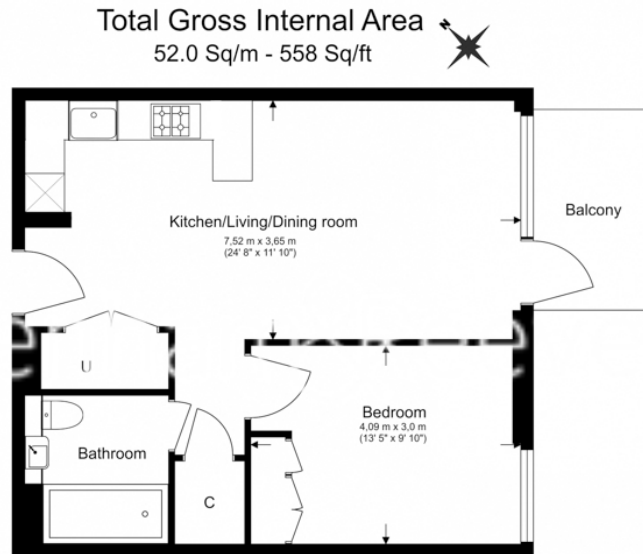 Total Gross Internal Area
52.0 Sq/m - 558 Sq/ft
N
Kitchen/Living/Dining room
7,52 m x 3,65 m
(24' 8" x 11' 10")
Balcony
U
Bedroom
4,09 m x 3,0 m
(13' 5" x 9' 10")
Bathroom
C